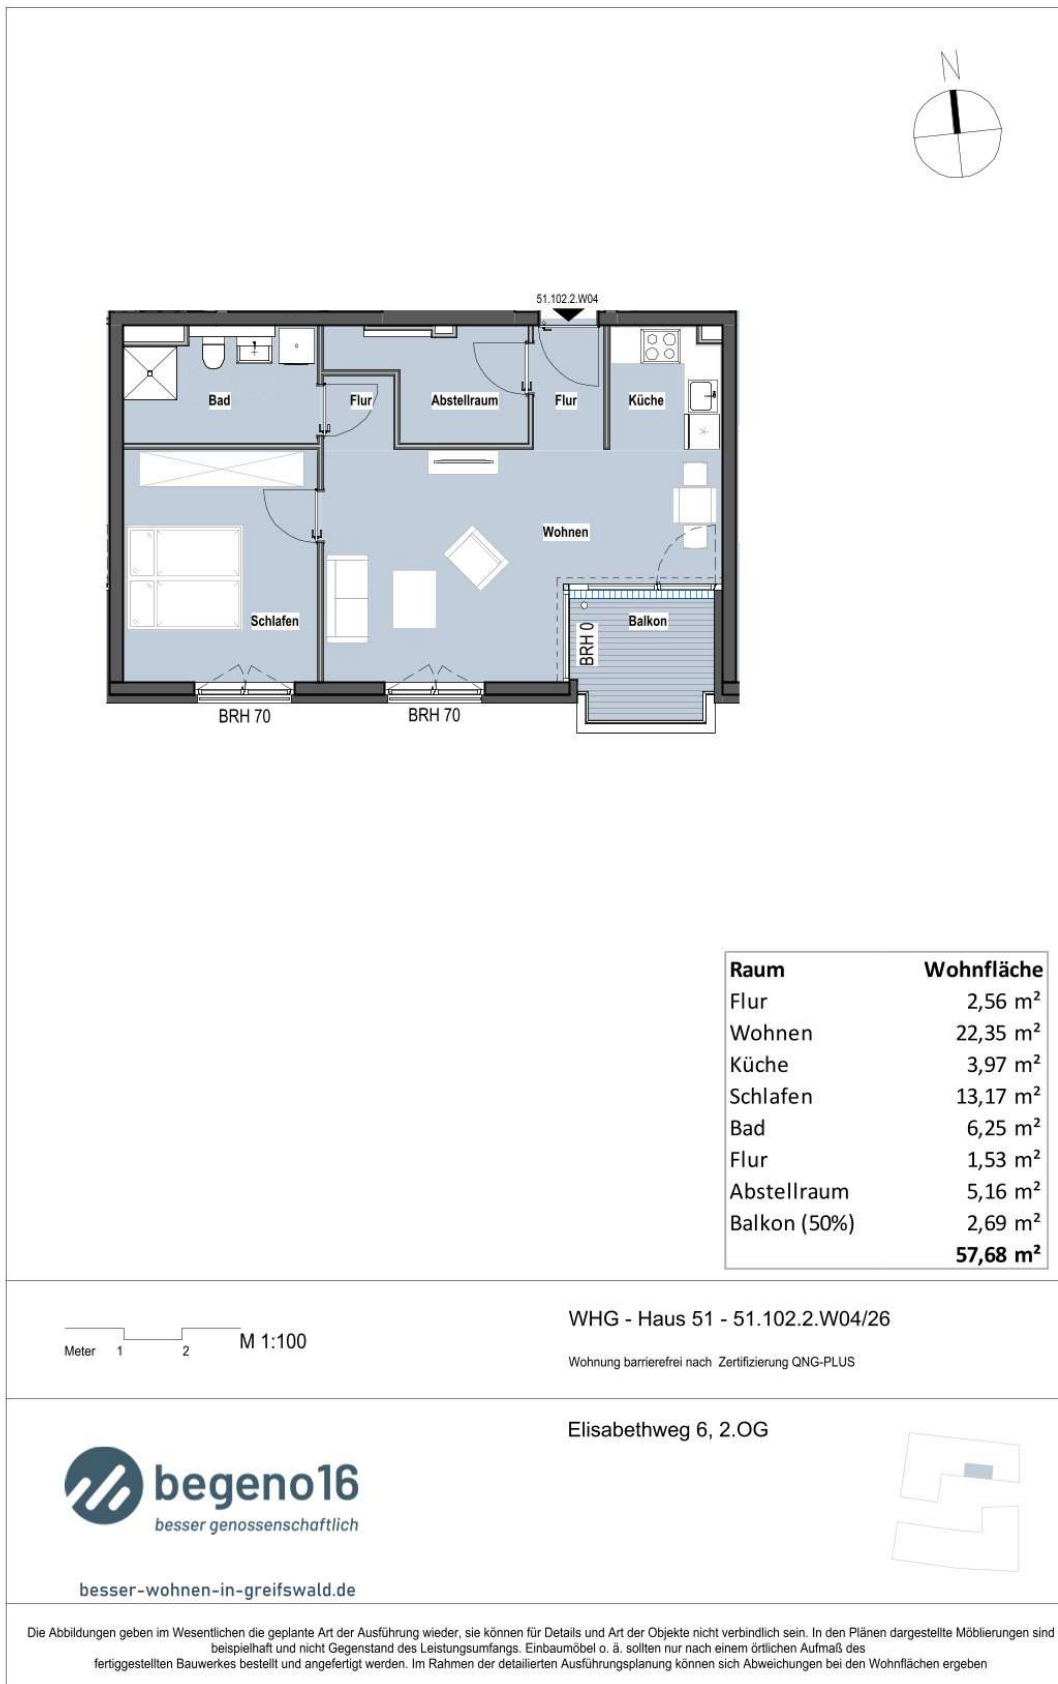 N
51.102.2.W04
Bad
Flur
Abstellraum
Flur
Küche
Wohnen
Schlafen
Balkon
BRH 0
BRH 70
BRH 70
Raum Wohnfläche
Flur 2,56 m²
Wohnen 22,35 m²
Küche 3,97 m²
Schlafen 13,17 m²
Bad 6,25 m²
Flur 1,53 m²
Abstellraum 5,16 m²
Balkon (50%) 2,69 m²
57,68 m²
Meter 1 2 M 1:100
WHG - Haus 51 - 51.102.2.W04/26
Wohnung barrierefrei nach Zertifizierung QNG-PLUS
Elisabethweg 6, 2.OG
begeno16
besser genossenschaftlich
besser-wohnen-in-greifswald.de
Die Abbildungen geben im Wesentlichen die geplante Art der Ausführung wieder, sie können für Details und Art der Objekte nicht verbindlich sein. In den Plänen dargestellte Möblierungen sind
beispielhaft und nicht Gegenstand des Leistungsumfangs. Einbaumöbel o. ä. sollten nur nach einem örtlichen Aufmaß des
fertiggestellten Bauwerkes bestellt und angefertigt werden. Im Rahmen der detailierten Ausführungsplanung können sich Abweichungen bei den Wohnflächen ergeben